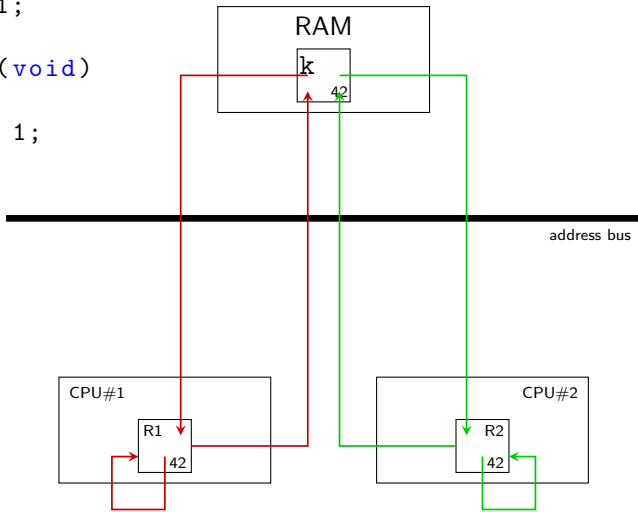 1;
(void)
1;
RAM
k
42
address bus
CPU#1
R1
42
CPU#2
R2
42